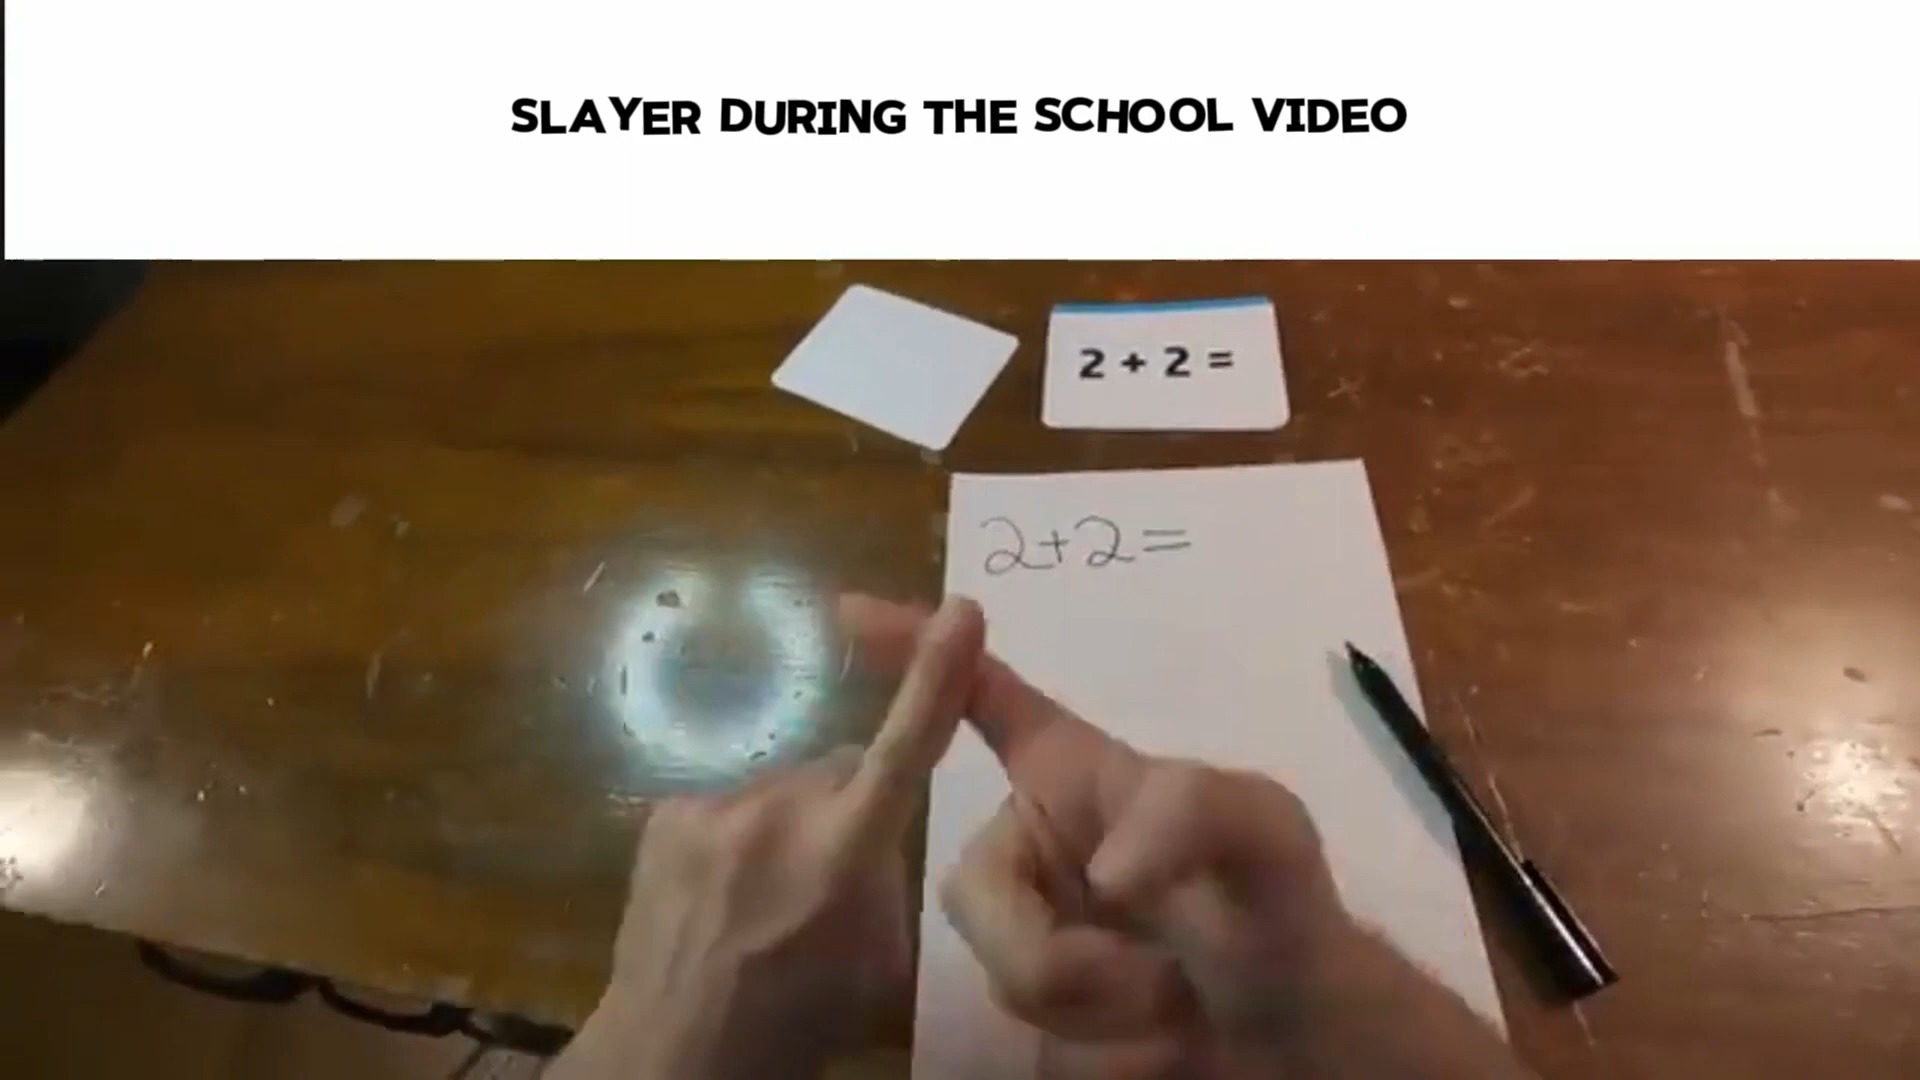 SLAYER DURING THE SCHOOL VIDEO
2 + 2 =
2+2=